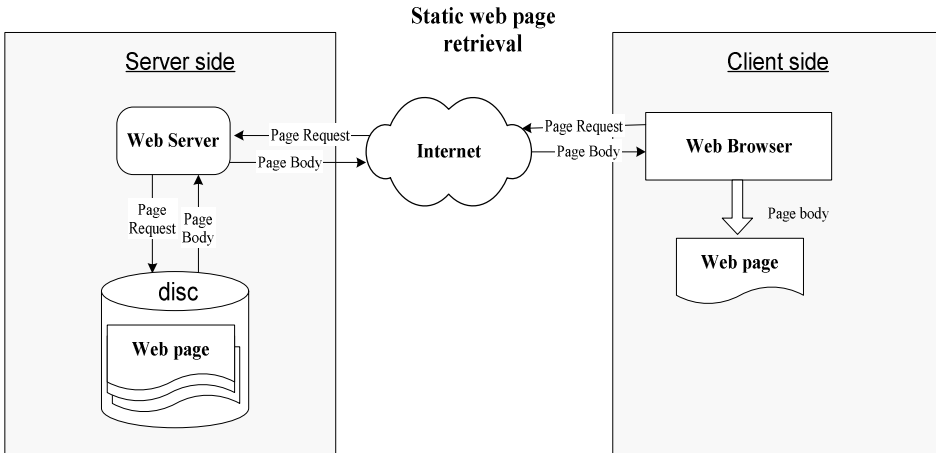 Static web page
retrieval
Server side
Client side
Web Server
Page Request
Page Body
Internet
Page Request
Page Body
Web Browser
Page
Request
Page
Body
Page body
disc
Web page
Web page